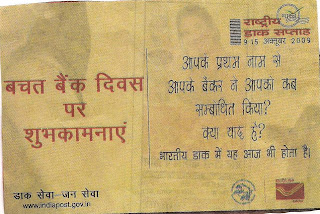 राष्ट्रीय
डाक सप्ताह
9-15 अक्टूबर 2009
बचत बैंक दिवस
पर
शुभकामनाएं
आपके प्रथम नाम से
आपके बैंकर ने आपको कब
सम्बोधित किया?
क्या याद है?
भारतीय डाक में यह आज भी होता है।
डाक सेवा-जन सेवा
www.indiapost.gov.in